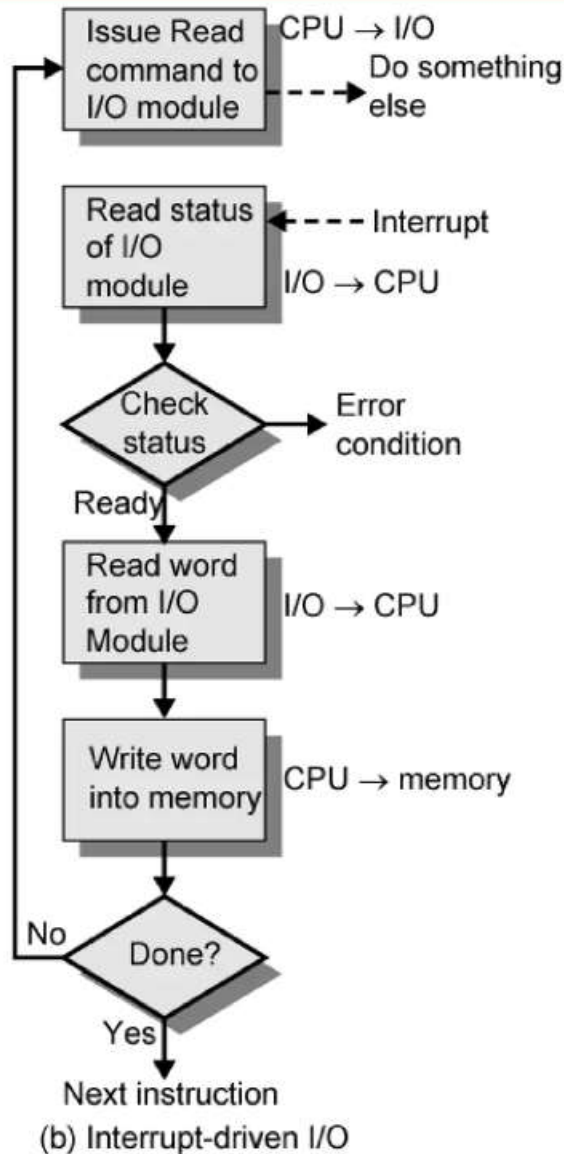 Issue Read
command to
I/O module
CPU → I/O
Do something
else
Read status
of I/O
module
Interrupt
I/O → CPU
Check
status
Error
condition
Ready
Read word
from I/O
Module
I/O → CPU
Write word
into memory
CPU → memory
No
Done?
Yes
Next instruction
(b) Interrupt-driven I/O